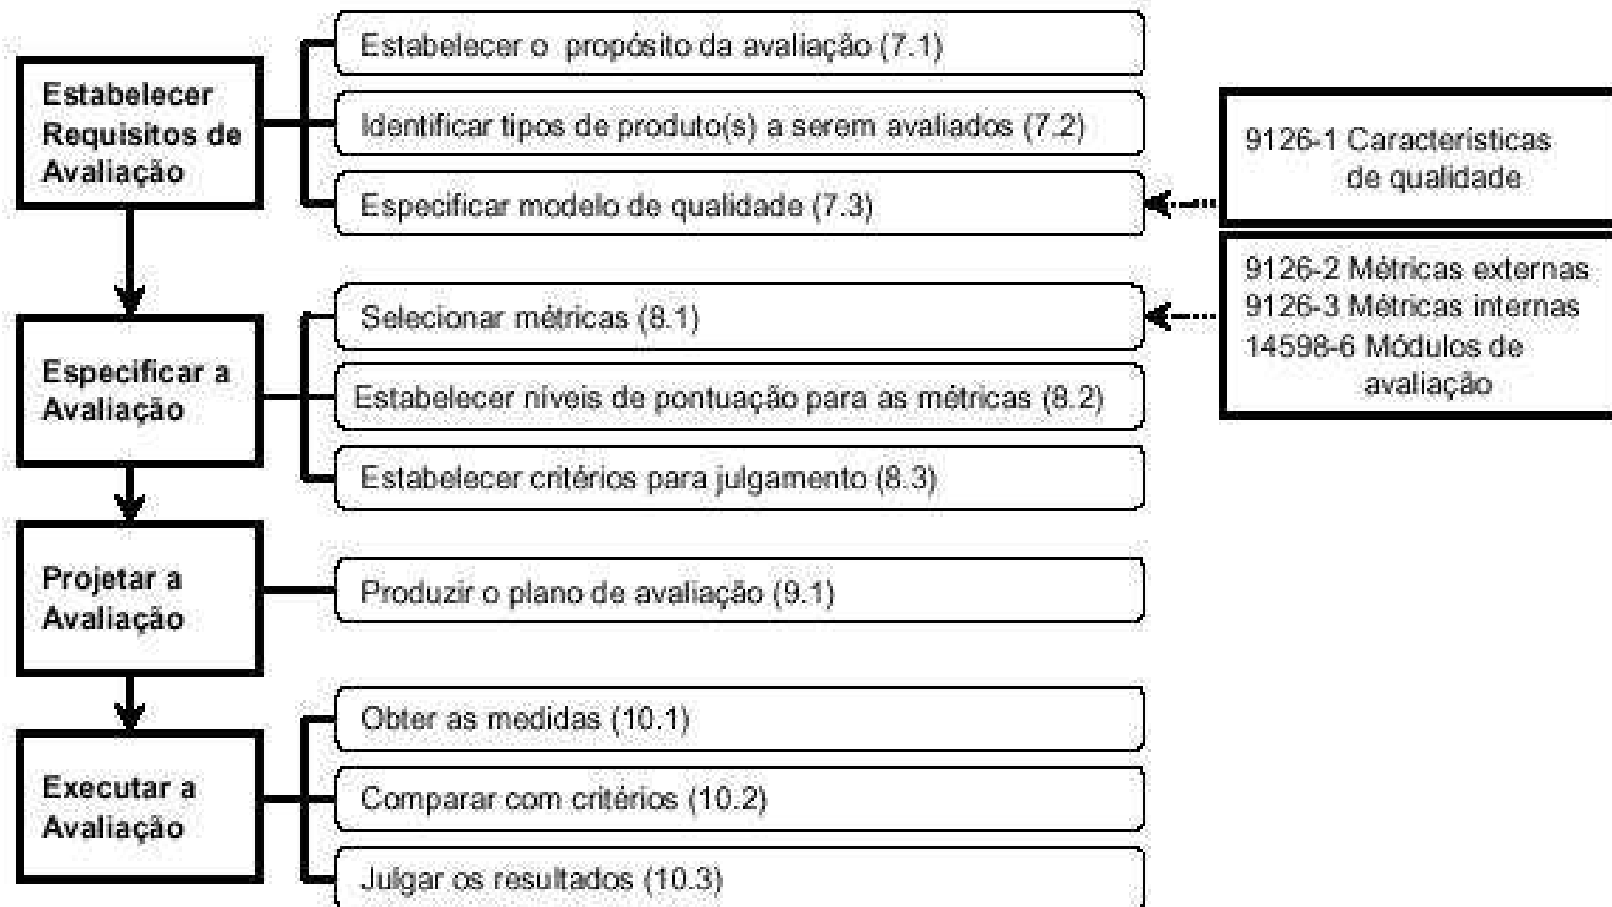 Estabelecer
Requisitos de
Avaliação
Estabelecer o propósito da avaliação (7.1)
Identificar tipos de produto(s) a serem avaliados (7.2)
Especificar modelo de qualidade (7.3)
9126-1 Características
de qualidade
9126-2 Métricas externas
9126-3 Métricas internas
14598-6 Módulos de
avaliação
Especificar a
Avaliação
Selecionar métricas (8.1)
Estabelecer níveis de pontuação para as métricas (8.2)
Estabelecer critérios para julgamento (8.3)
Projetar a
Avaliação
Produzir o plano de avaliação (9.1)
Executar a
Avaliação
Obter as medidas (10.1)
Comparar com critérios (10.2)
Julgar os resultados (10.3)